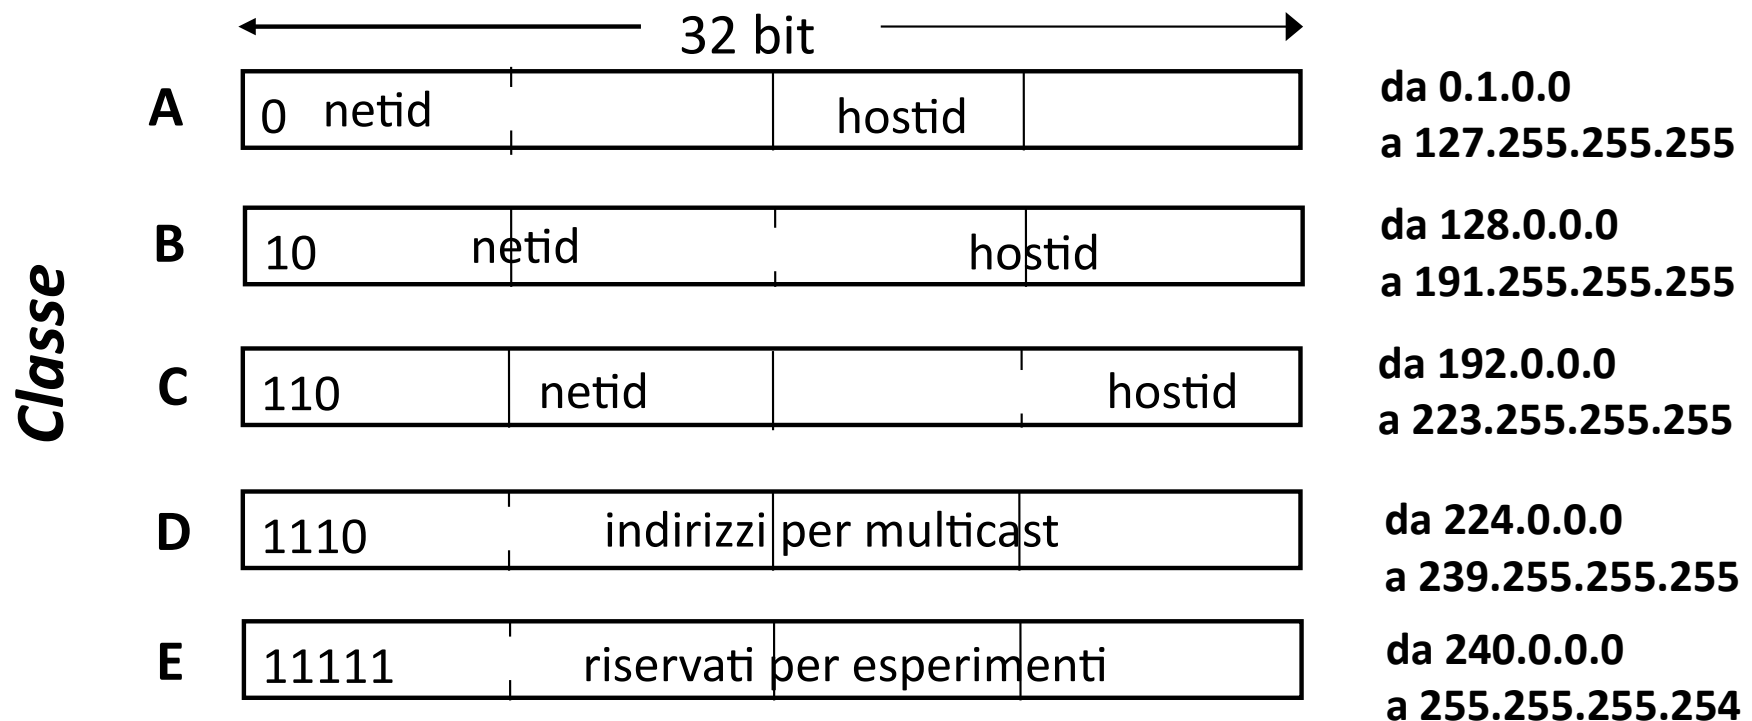 32 bit
Classe
A
0 netid hostid
da 0.1.0.0
a 127.255.255.255
B
10 netid hostid
da 128.0.0.0
a 191.255.255.255
C
110 netid hostid
da 192.0.0.0
a 223.255.255.255
D
1110 indirizzi per multicast
da 224.0.0.0
a 239.255.255.255
E
11111 riservati per esperimenti
da 240.0.0.0
a 255.255.255.254